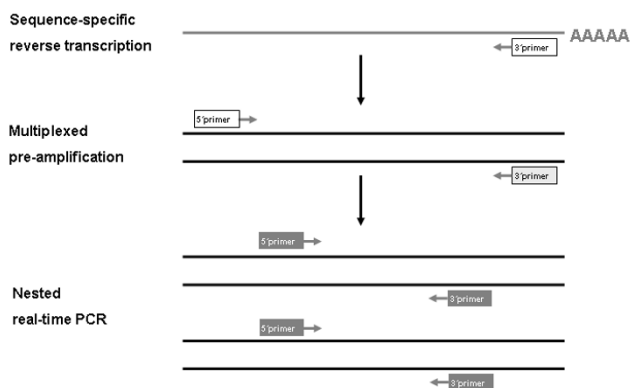 Sequence-specific
reverse transcription
AAAAA
3'primer
5'primer
Multiplexed
pre-amplification
3'primer
5'primer
3'primer
Nested
real-time PCR
5'primer
3'primer